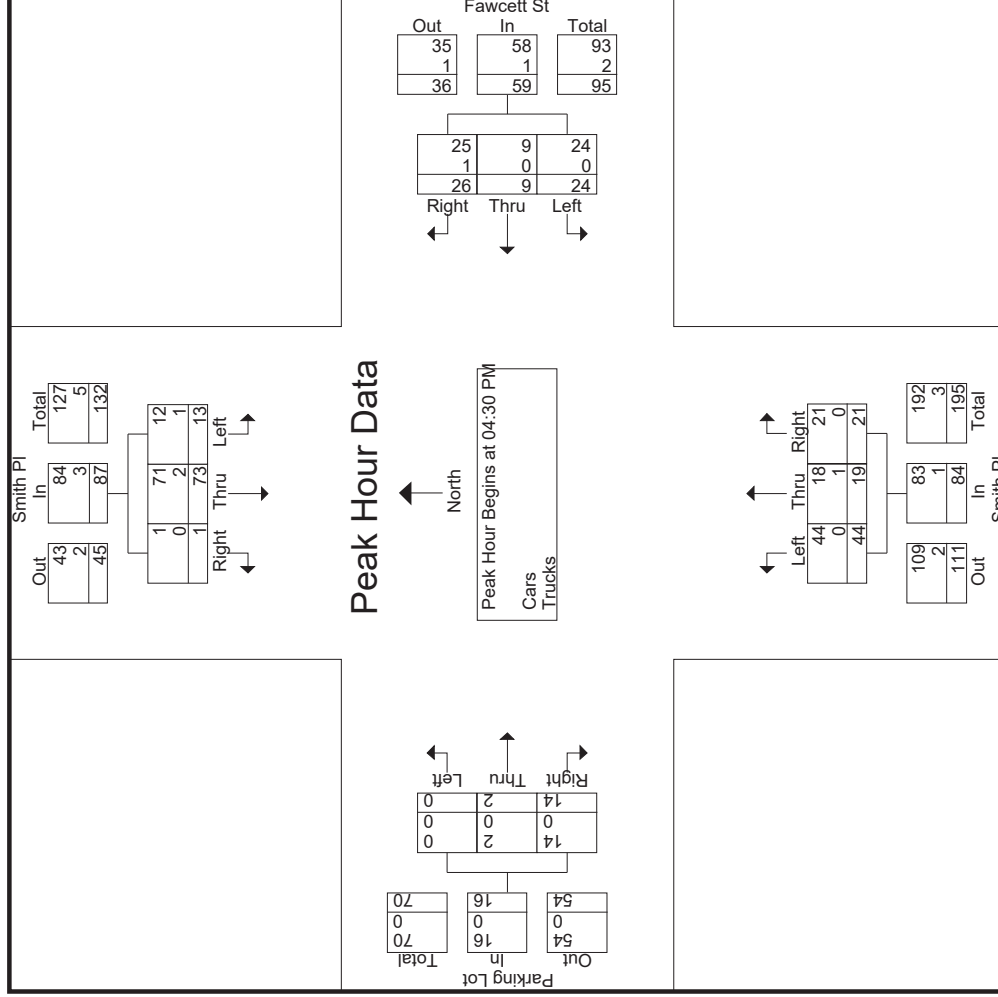 Fawcett St
Out In Total
35 58 93
1 1 2
36 59 95
25 9 24
1 0 0
26 9 24
Right Thru Left
Smith Pl
Out In Total
43 84 127
2 3 5
45 87 132
1 71 12
0 2 1
1 73 13
Right Thru Left
Peak Hour Data
North
Peak Hour Begins at 04:30 PM
Cars
Trucks
Left Thru Right
44 18 21
0 1 0
44 19 21
109 83 192
2 1 3
111 84 195
Out In Total
Smith Pl
Left Thru Right
0 2 14
0 0 0
0 2 14
70 16 54
0 0 0
70 16 54
Total In Out
Parking Lot